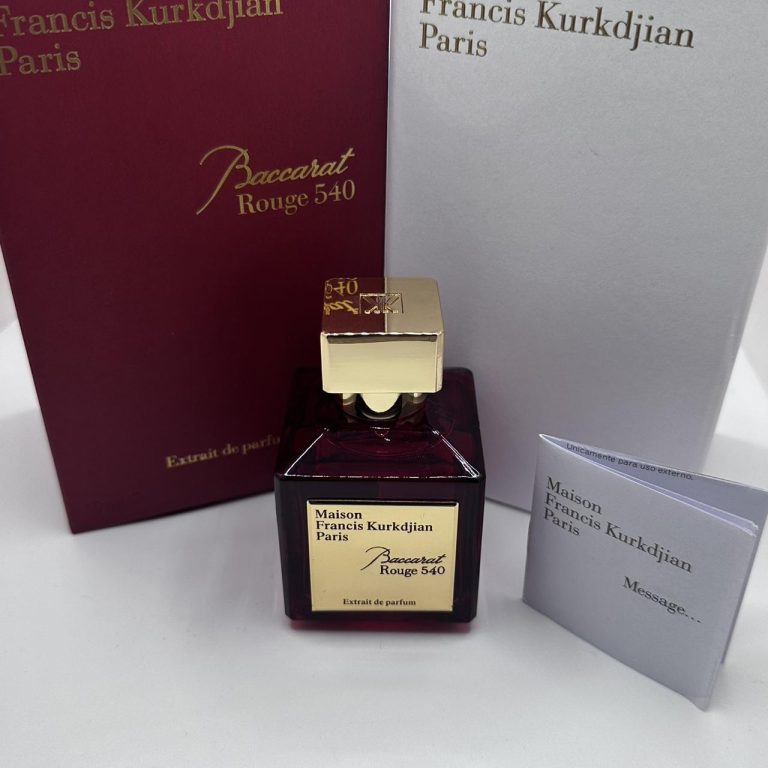 Francis Kurkdjian
Paris
Baccarat
Rouge 540
Extrait de parfu
Francis Kurkdjian
Paris
540
Maison
Francis Kurkdjian
Paris
Baccarat
Rouge 540
Extrait de parfum
Unicamente para uso externo.
Maison
Francis Kurkdjian
Paris
Message...